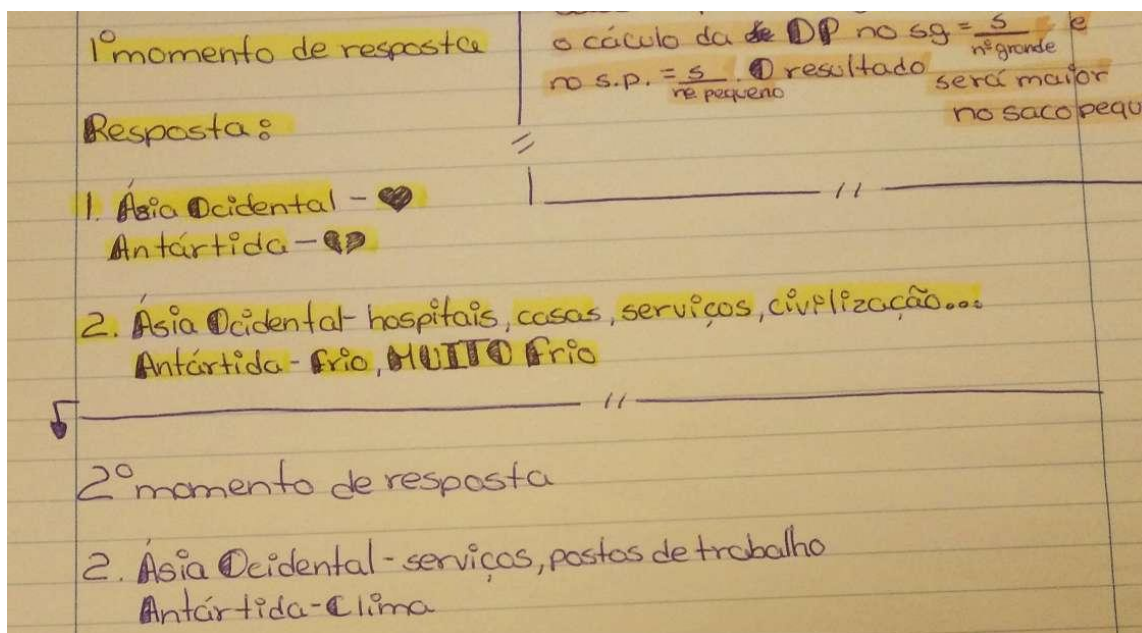 1º momento de resposta
Resposta:
1. Ásia Ocidental - ♥
Antártida -
2. Ásia Ocidental - hospitais, casas, serviços, civilização...
Antártida - frio, MUITO frio
2º momento de resposta
2. Ásia Ocidental - serviços, postos de trabalho
Antártida - Clima
o cáculo da DP no sg = s/nº grande e
no s.p. = s/nº pequeno. O resultado será maior
no saco pequ